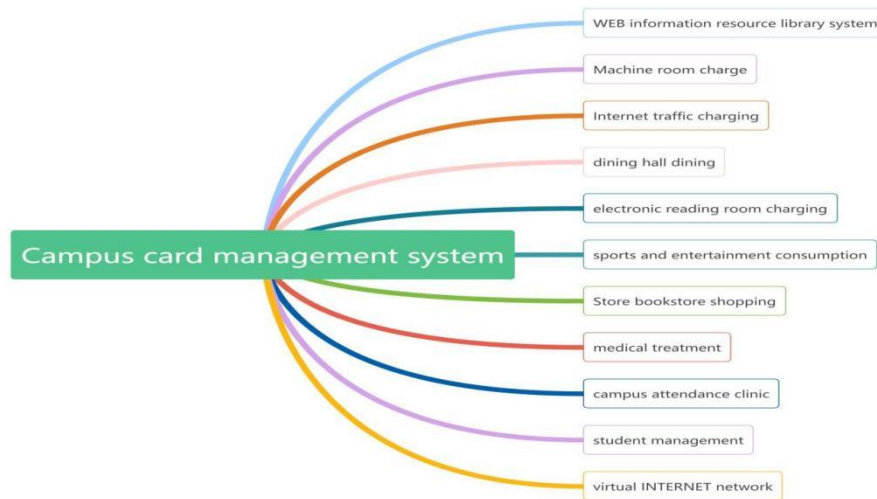 WEB information resource library system
Machine room charge
Internet traffic charging
dining hall dining
electronic reading room charging
Campus card management system
sports and entertainment consumption
Store bookstore shopping
medical treatment
campus attendance clinic
student management
virtual INTERNET network